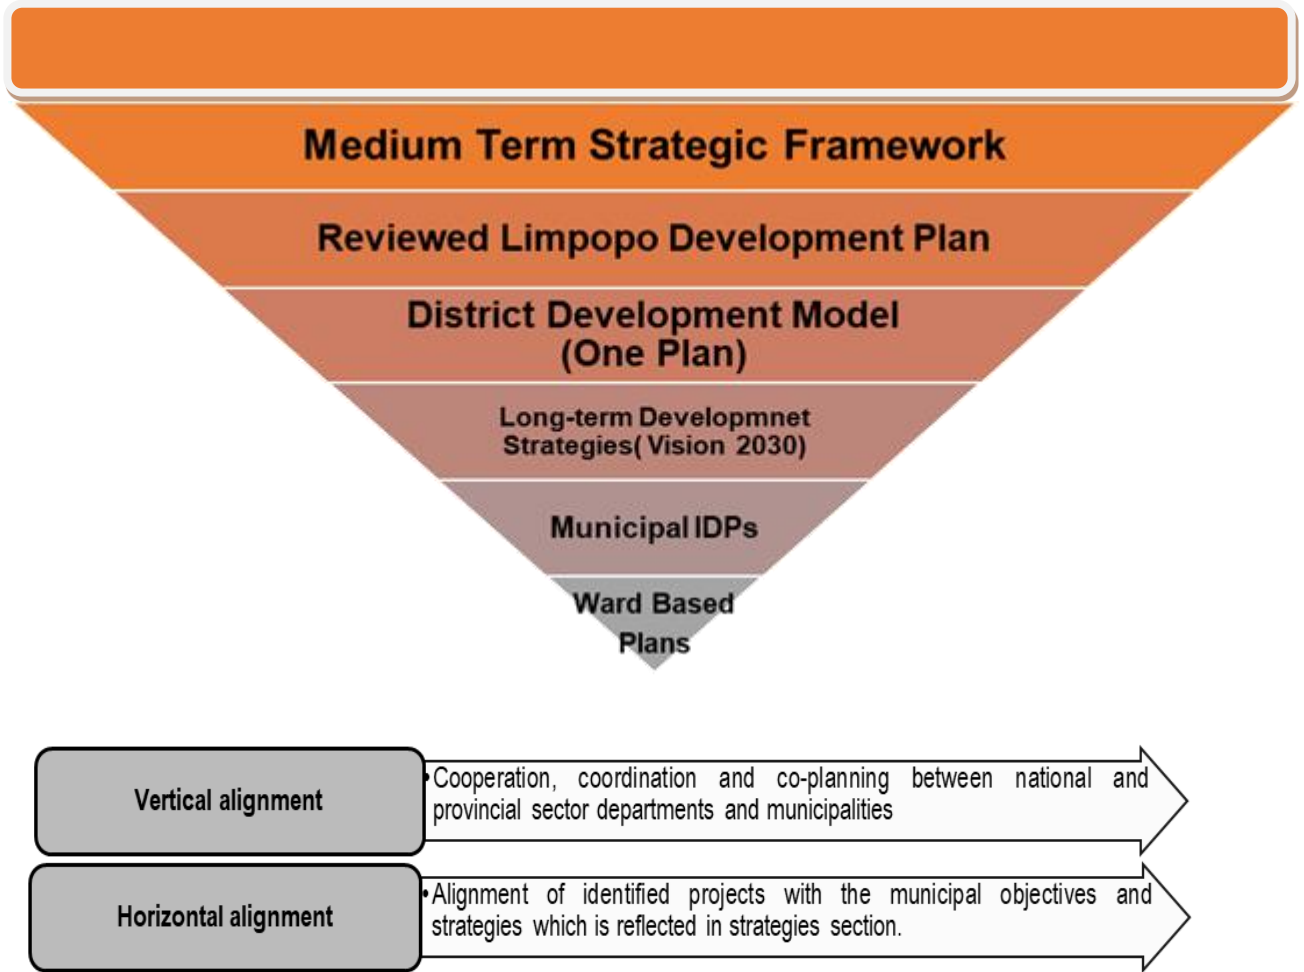 Medium Term Strategic Framework
Reviewed Limpopo Development Plan
District Development Model
(One Plan)
Long-term Developmnet
Strategies( Vision 2030)
Municipal IDPs
Ward Based
Plans
Vertical alignment
•Cooperation, coordination and co-planning between national and
provincial sector departments and municipalities
Horizontal alignment
•Alignment of identified projects with the municipal objectives and
strategies which is reflected in strategies section.